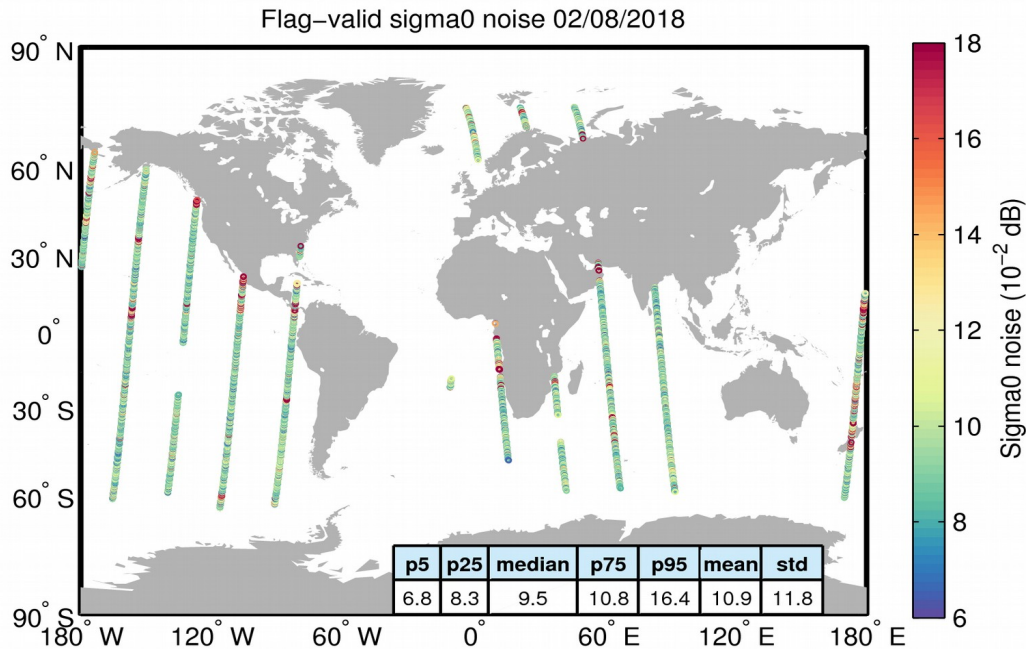 Flag−valid sigma0 noise 02/08/2018
90° N
60° N
30° N
0°
30° S
60° S
90° S
180° W 120° W 60° W 0° 60° E 120° E 180° E
p5 p25 median p75 p95 mean std
6.8 8.3 9.5 10.8 16.4 10.9 11.8
18
16
14
12
10
8
6
Sigma0 noise (10⁻² dB)